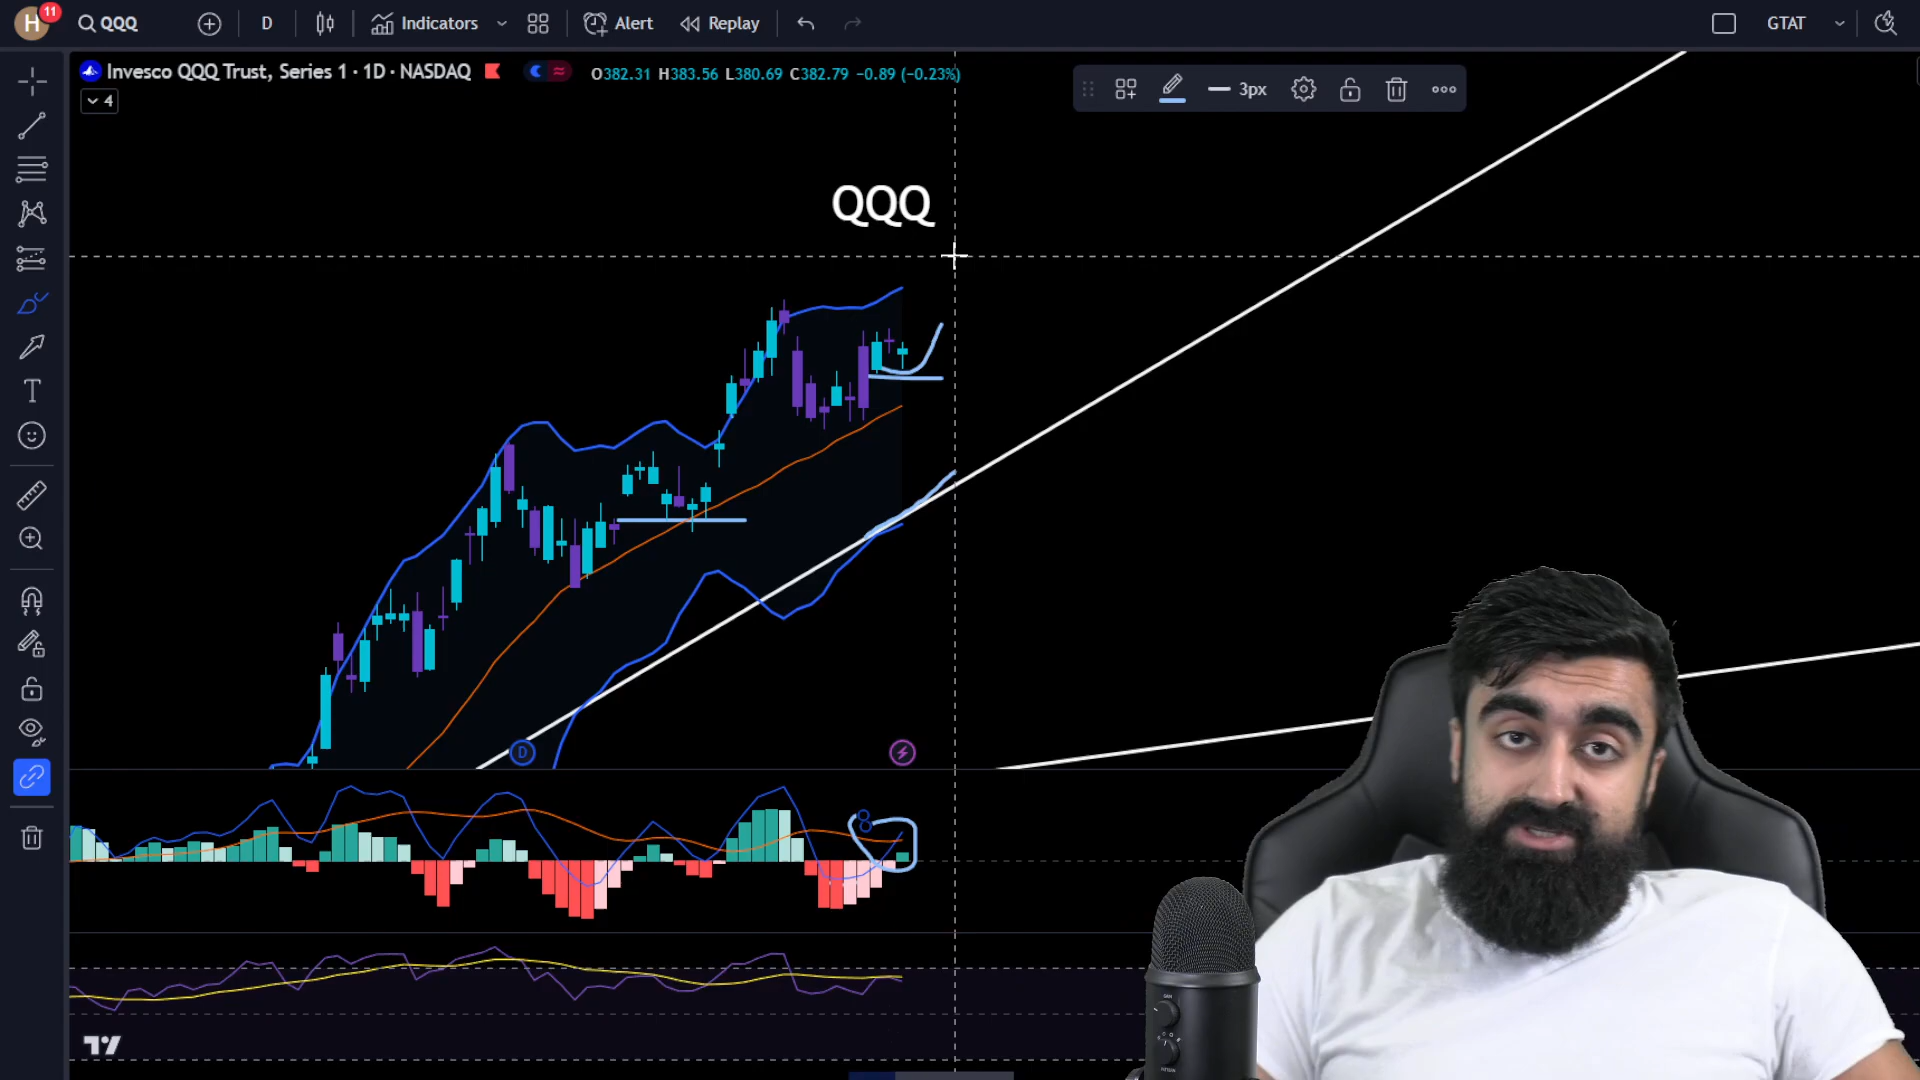 H
11
QQQ
D
Indicators
Alert
Replay
GTAT
Invesco QQQ Trust, Series 1 · 1D · NASDAQ
O382.31 H383.56 L380.69 C382.79 −0.89 (−0.23%)
4
3px
QQQ
D